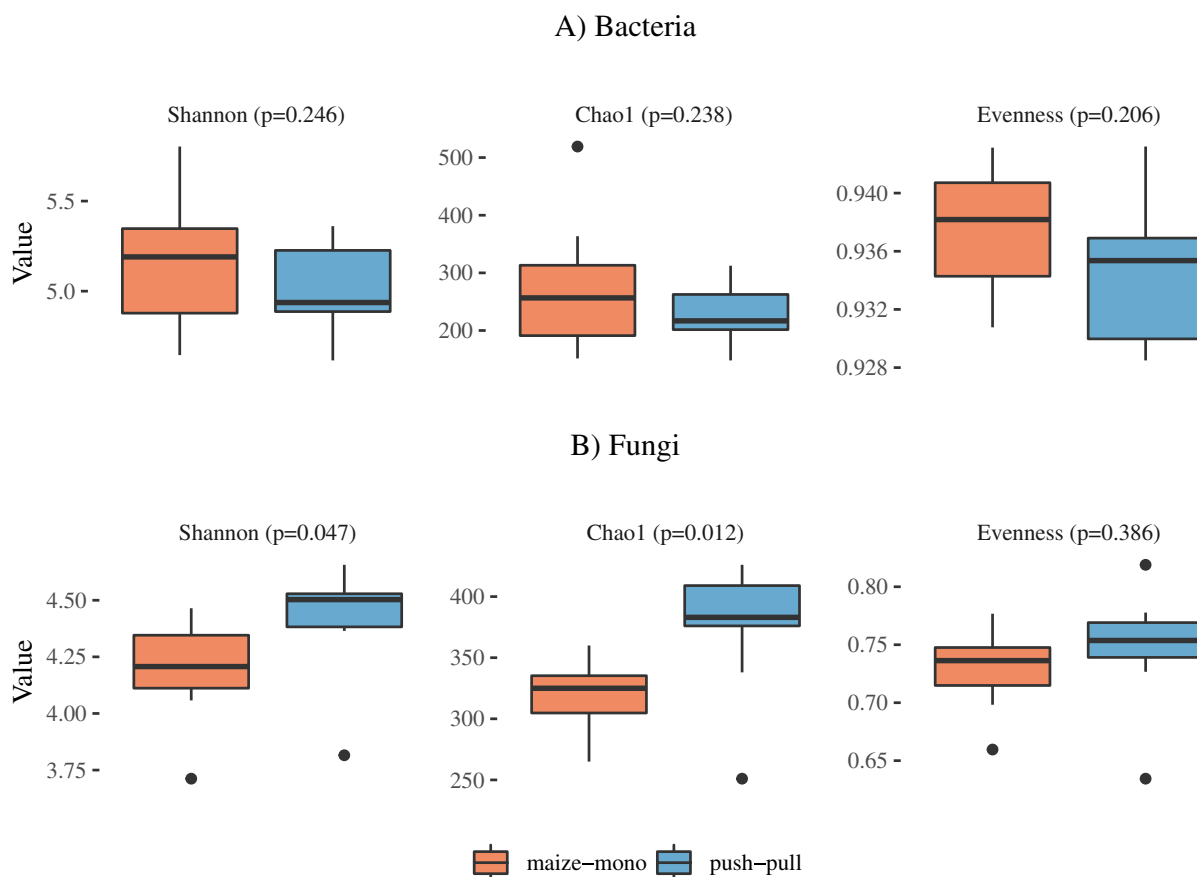 A) Bacteria
Shannon (p=0.246)
Chao1 (p=0.238)
Evenness (p=0.206)
Value
5.5
5.0
500
400
300
200
0.940
0.936
0.932
0.928
B) Fungi
Shannon (p=0.047)
Chao1 (p=0.012)
Evenness (p=0.386)
Value
4.50
4.25
4.00
3.75
400
350
300
250
0.80
0.75
0.70
0.65
maize−mono push−pull